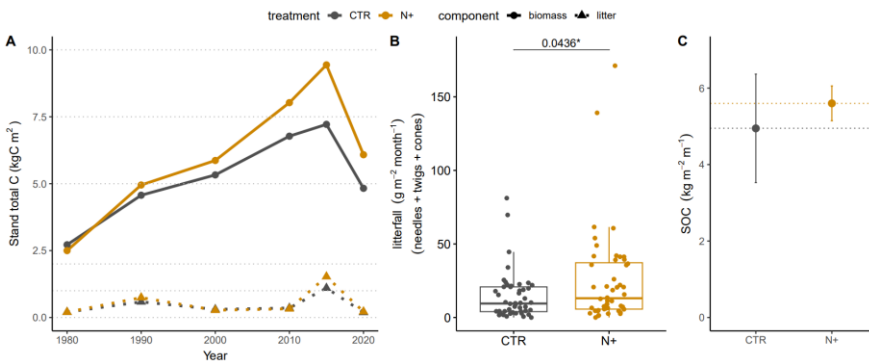 treatment CTR N+ component biomass litter
A
Stand total C (kgC m²)
10.0
7.5
5.0
2.5
0.0
1980 1990 2000 2010 2020
Year
B
litterfall (g m⁻² month⁻¹)
(needles + twigs + cones)
0.0436*
150
100
50
0
CTR N+
C
SOC (kg m⁻² m⁻¹)
6
4
2
0
CTR N+